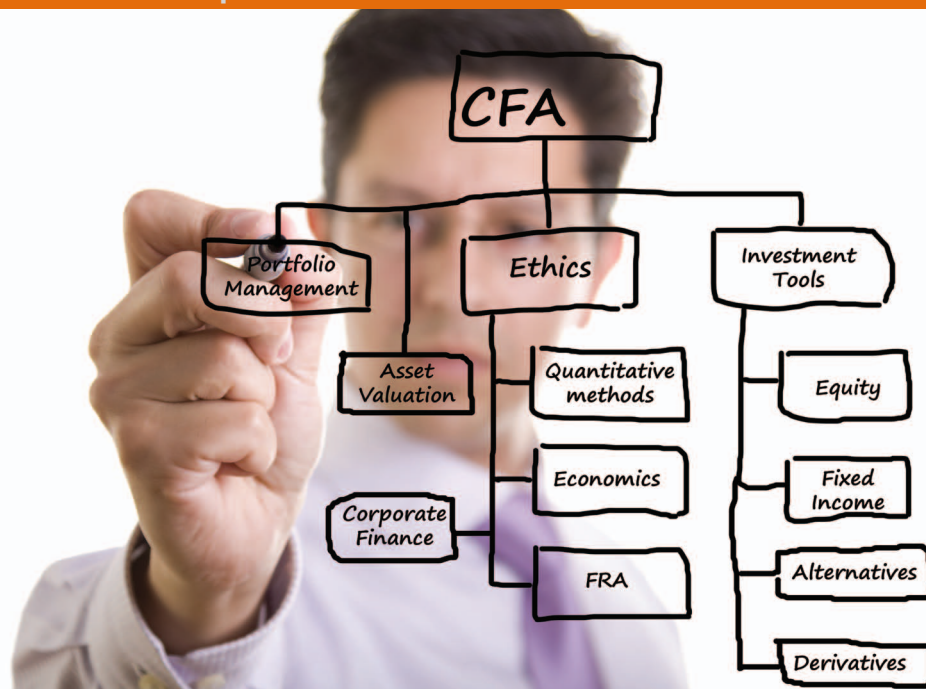 CFA
Portfolio
Management
Ethics
Investment
Tools
Asset
Valuation
Quantitative
methods
Equity
Economics
Fixed
Income
Corporate
Finance
FRA
Alternatives
Derivatives